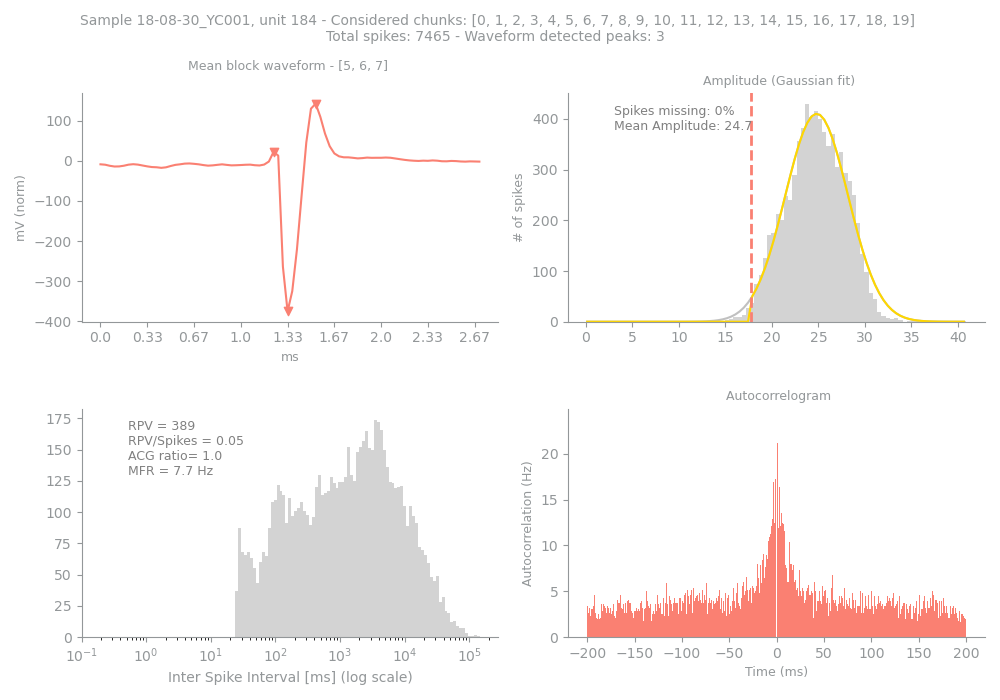 Sample 18-08-30_YC001, unit 184 - Considered chunks: [0, 1, 2, 3, 4, 5, 6, 7, 8, 9, 10, 11, 12, 13, 14, 15, 16, 17, 18, 19]
Total spikes: 7465 - Waveform detected peaks: 3
Mean block waveform - [5, 6, 7]
100
0
−100
−200
−300
−400
mV (norm)
0.0 0.33 0.67 1.0 1.33 1.67 2.0 2.33 2.67
ms
Amplitude (Gaussian fit)
Spikes missing: 0%
Mean Amplitude: 24.7
400
300
200
100
0
# of spikes
0 5 10 15 20 25 30 35 40
RPV = 389
RPV/Spikes = 0.05
ACG ratio= 1.0
MFR = 7.7 Hz
175
150
125
100
75
50
25
0
10⁻¹ 10⁰ 10¹ 10² 10³ 10⁴ 10⁵
Inter Spike Interval [ms] (log scale)
Autocorrelogram
20
15
10
5
0
Autocorrelation (Hz)
−200 −150 −100 −50 0 50 100 150 200
Time (ms)